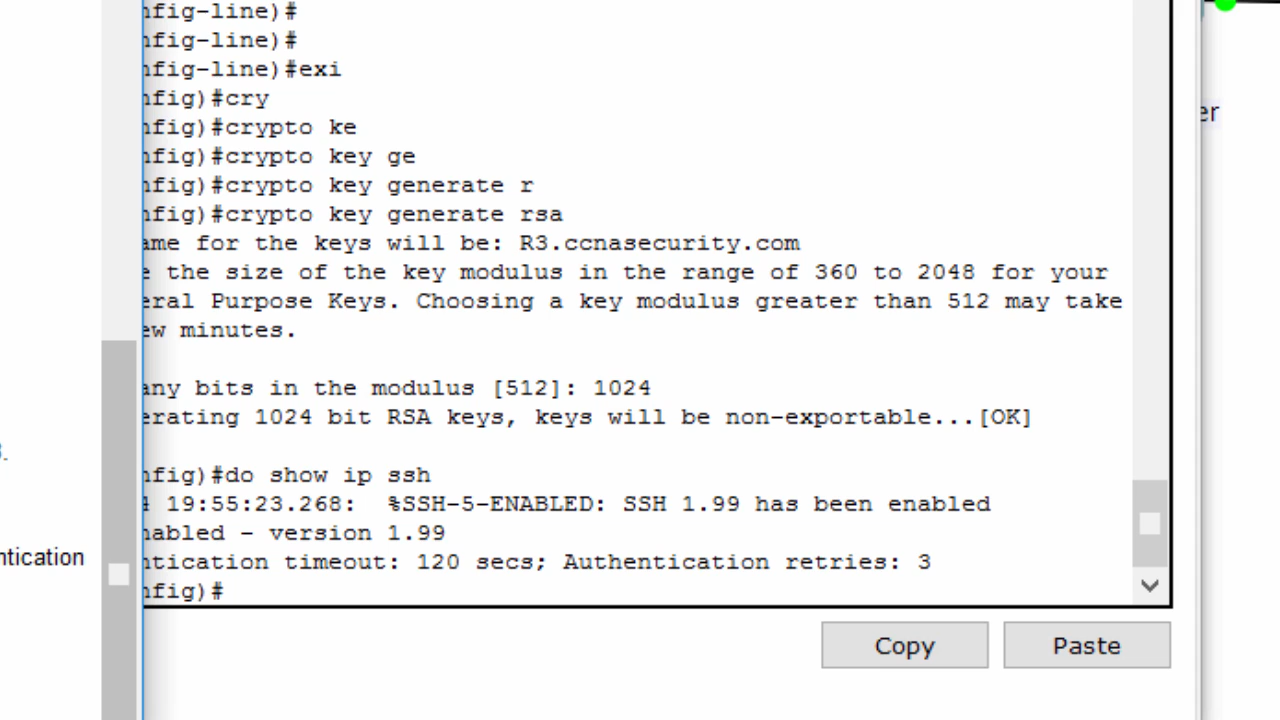 nfig-line)#
nfig-line)#
nfig-line)#exi
nfig)#cry
nfig)#crypto ke
nfig)#crypto key ge
nfig)#crypto key generate r
nfig)#crypto key generate rsa
ame for the keys will be: R3.ccnasecurity.com
e the size of the key modulus in the range of 360 to 2048 for your
eral Purpose Keys. Choosing a key modulus greater than 512 may take
ew minutes.
any bits in the modulus [512]: 1024
erating 1024 bit RSA keys, keys will be non-exportable...[OK]
nfig)#do show ip ssh
19:55:23.268: %SSH-5-ENABLED: SSH 1.99 has been enabled
nabled - version 1.99
ntication timeout: 120 secs; Authentication retries: 3
nfig)#
Copy Paste
ntication
er